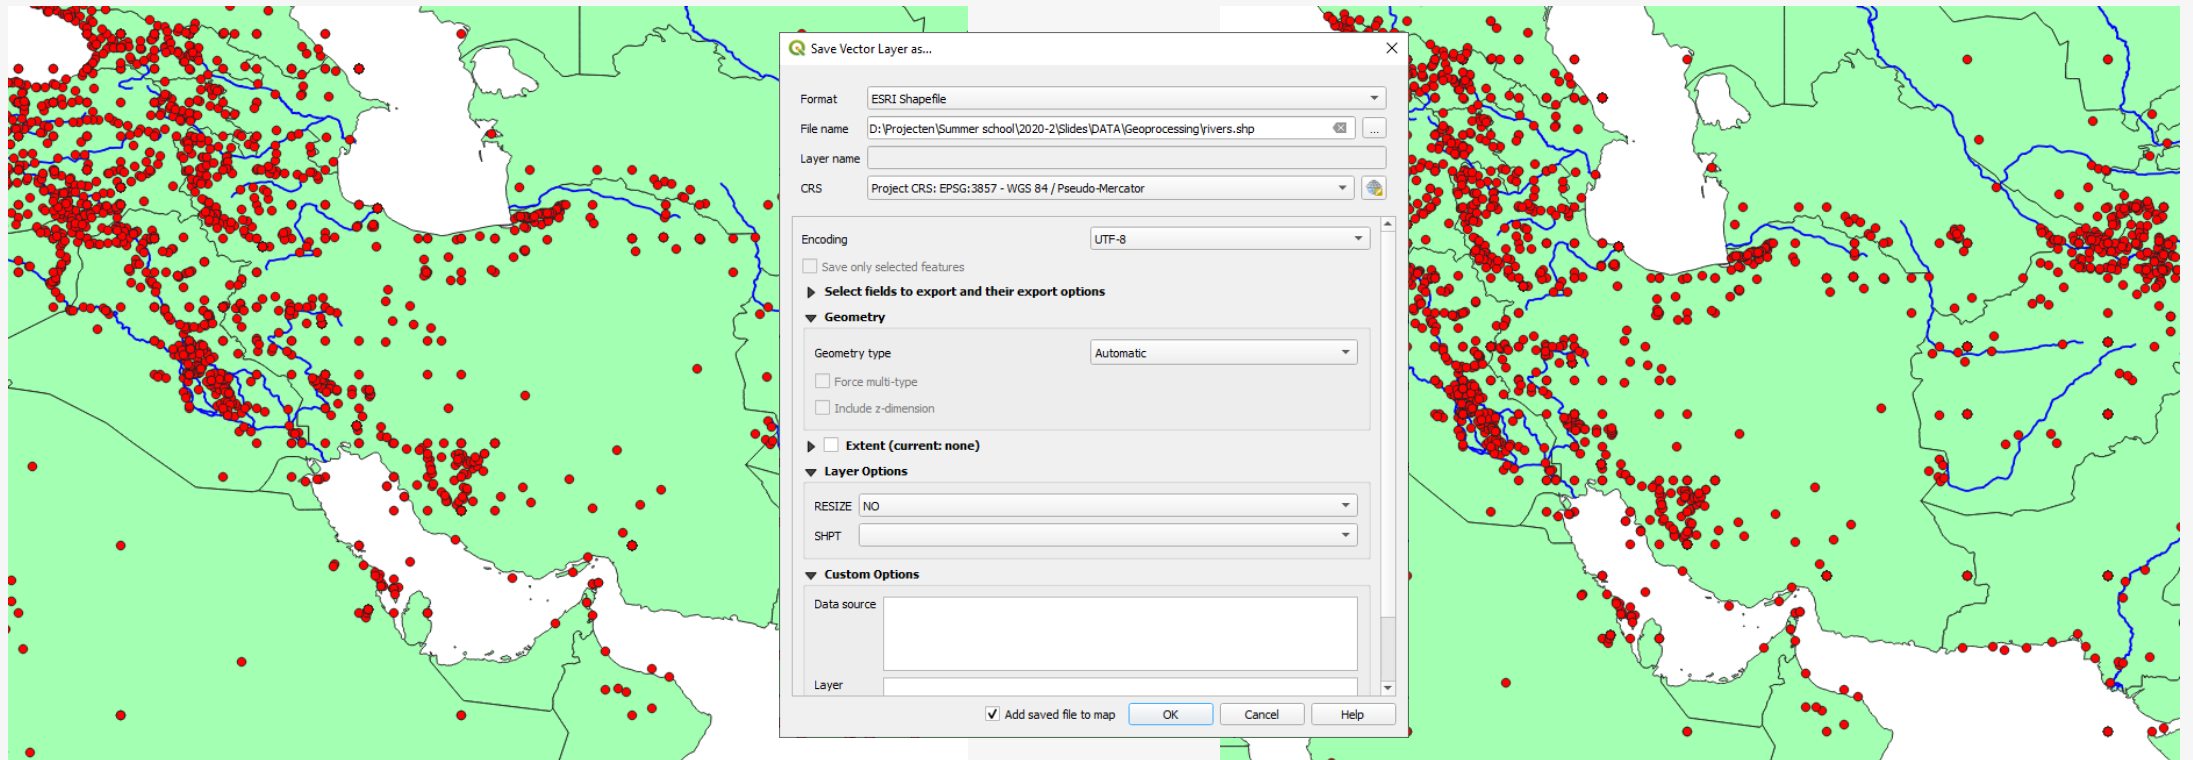 Save Vector Layer as...
Format ESRI Shapefile
File name D:\Projecten\Summer school\2020-2\Slides\DATA\Geoprocessing\rivers.shp ...
Layer name
CRS Project CRS: EPSG:3857 - WGS 84 / Pseudo-Mercator
Encoding UTF-8
Save only selected features
Select fields to export and their export options
Geometry
Geometry type Automatic
Force multi-type
Include z-dimension
Extent (current: none)
Layer Options
RESIZE NO
SHPT
Custom Options
Data source
Layer
Add saved file to map OK Cancel Help